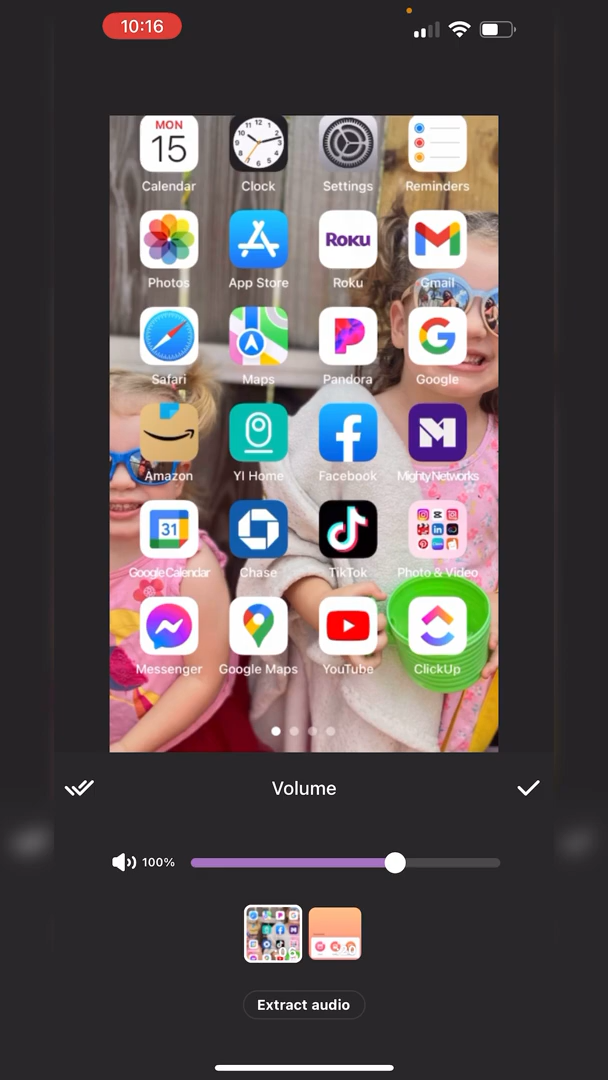 10:16
MON
15
Calendar
Clock
Settings
Reminders
Photos
App Store
Roku
Roku
Gmail
Safari
Maps
Pandora
Google
Amazon
YI Home
Facebook
MightyNetworks
31
Google Calendar
Chase
TikTok
Photo & Video
Messenger
Google Maps
YouTube
ClickUp
Volume
100%
Extract audio